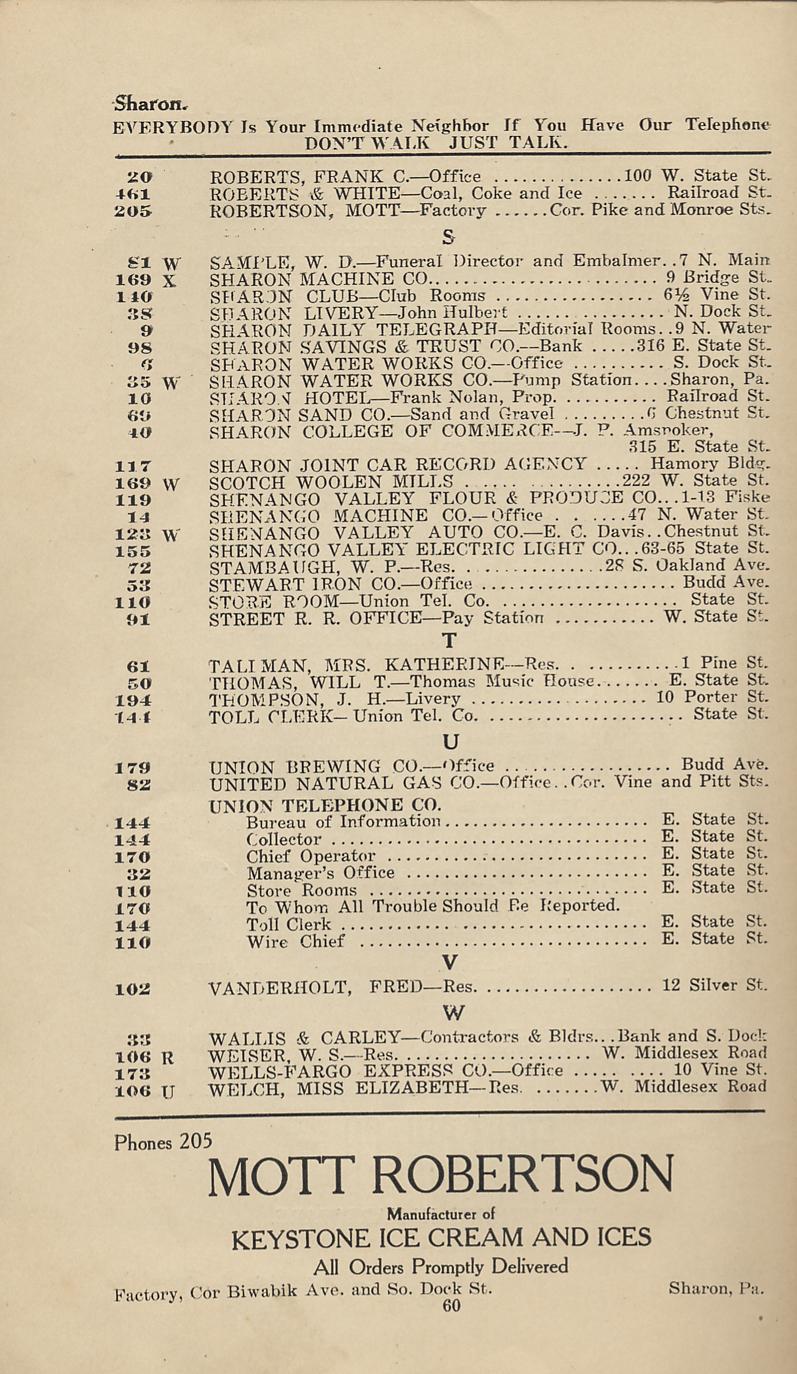 Sharon.
EVERYBODY Is Your Immediate Neighbor If You Have Our Telephone
DON'T WALK JUST TALK.
20 ROBERTS, FRANK C.—Office ..............100 W. State St.
461 ROBERTS & WHITE—Coal, Coke and Ice ....... Railroad St.
205 ROBERTSON, MOTT—Factory ......Cor. Pike and Monroe Sts.
S
81 W SAMPLE, W. D.—Funeral Director and Embalmer..7 N. Main
169 X SHARON MACHINE CO............................ 9 Bridge St.
140 SHARON CLUB—Club Rooms ................. 6½ Vine St.
38 SHARON LIVERY—John Hulbert ................ N. Dock St.
9 SHARON DAILY TELEGRAPH—Editorial Rooms..9 N. Water
98 SHARON SAVINGS & TRUST CO.—Bank .....316 E. State St.
6 SHARON WATER WORKS CO.—Office .......... S. Dock St.
35 W SHARON WATER WORKS CO.—Pump Station....Sharon, Pa.
10 SHARON HOTEL—Frank Nolan, Prop. .......... Railroad St.
69 SHARON SAND CO.—Sand and Gravel .........6 Chestnut St.
40 SHARON COLLEGE OF COMMERCE—J. P. Amspoker,
315 E. State St.
117 SHARON JOINT CAR RECORD AGENCY ..... Hamory Bldg.
169 W SCOTCH WOOLEN MILLS ................222 W. State St.
119 SHENANGO VALLEY FLOUR & PRODUCE CO...1-13 Fiske
14 SHENANGO MACHINE CO.—Office . . .....47 N. Water St.
123 W SHENANGO VALLEY AUTO CO.—E. C. Davis..Chestnut St.
155 SHENANGO VALLEY ELECTRIC LIGHT CO...63-65 State St.
72 STAMBAUGH, W. P.—Res. ...............28 S. Oakland Ave.
53 STEWART IRON CO.—Office ..................... Budd Ave.
110 STORE ROOM—Union Tel. Co. ................... State St.
91 STREET R. R. OFFICE—Pay Station ........... W. State St.
T
61 TALIMAN, MRS. KATHERINE—Res. . ..........1 Pine St.
50 THOMAS, WILL T.—Thomas Music House....... E. State St.
194 THOMPSON, J. H.—Livery ................... 10 Porter St.
144 TOLL CLERK—Union Tel. Co. ...................... State St.
U
179 UNION BREWING CO.—Office .................. Budd Ave.
82 UNITED NATURAL GAS CO.—Office..Cor. Vine and Pitt Sts.
UNION TELEPHONE CO.
144 Bureau of Information...................... E. State St.
144 Collector .................................. E. State St.
170 Chief Operator ............................ E. State St.
32 Manager's Office .......................... E. State St.
110 Store Rooms .............................. E. State St.
170 To Whom All Trouble Should Be Reported.
144 Toll Clerk ................................. E. State St.
110 Wire Chief ............................... E. State St.
V
102 VANDERHOLT, FRED—Res. .................. 12 Silver St.
W
33 WALLIS & CARLEY—Contractors & Bldrs...Bank and S. Dock
106 R WEISER, W. S.—Res. .................... W. Middlesex Road
173 WELLS-FARGO EXPRESS CO.—Office ..... .... 10 Vine St.
106 U WELCH, MISS ELIZABETH—Res. .......W. Middlesex Road
Phones 205
MOTT ROBERTSON
Manufacturer of
KEYSTONE ICE CREAM AND ICES
All Orders Promptly Delivered
Factory, Cor Biwabik Ave. and So. Dock St. Sharon, Pa.
60